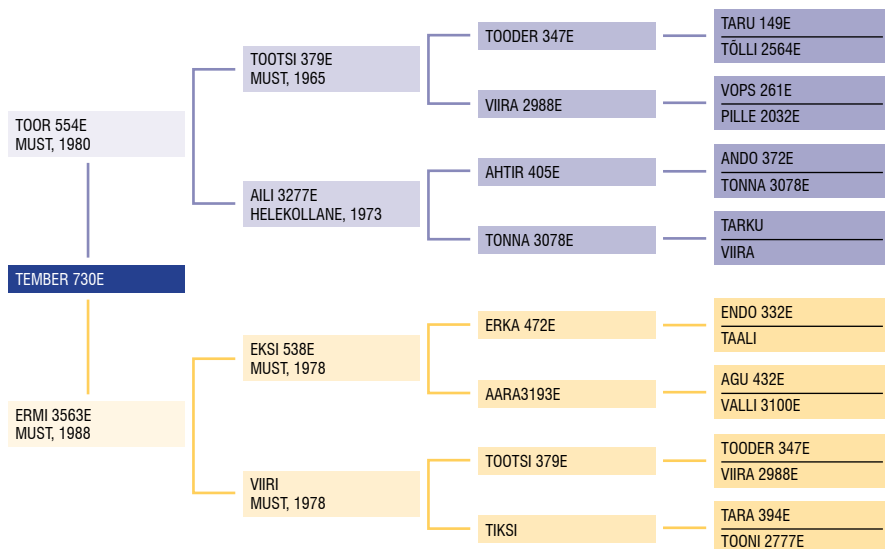 TOOR 554E
MUST, 1980
TEMBER 730E
ERMI 3563E
MUST, 1988
TOOTSI 379E
MUST, 1965
AILI 3277E
HELEKOLLANE, 1973
EKSI 538E
MUST, 1978
VIIRI
MUST, 1978
TOODER 347E
VIIRA 2988E
AHTIR 405E
TONNA 3078E
ERKA 472E
AARA3193E
TOOTSI 379E
TIKSI
TARU 149E
TÕLLI 2564E
VOPS 261E
PILLE 2032E
ANDO 372E
TONNA 3078E
TARKU
VIIRA
ENDO 332E
TAALI
AGU 432E
VALLI 3100E
TOODER 347E
VIIRA 2988E
TARA 394E
TOONI 2777E